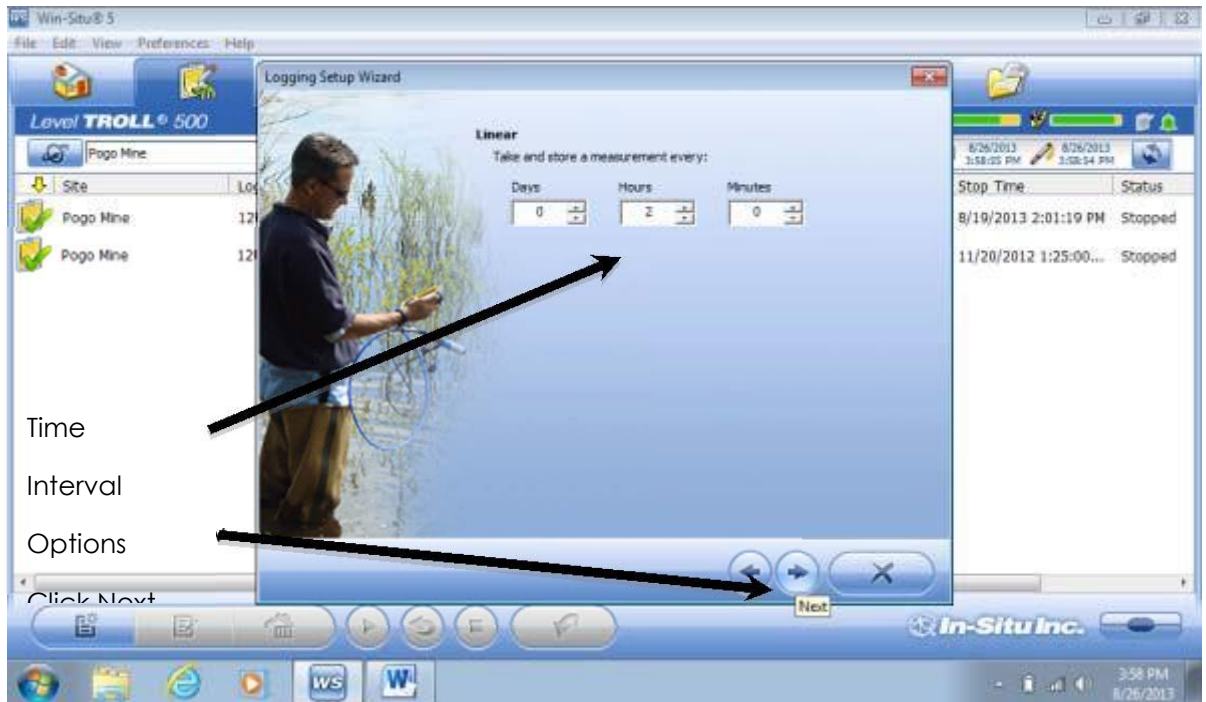 Win-Situ® 5
File Edit View Preferences Help
Logging Setup Wizard
Level TROLL® 500
Pogo Mine
8/26/2013
3:58:05 PM
8/26/2013
3:58:54 PM
Site
Stop Time
Status
Pogo Mine
8/19/2013 2:01:19 PM
Stopped
Pogo Mine
11/20/2012 1:25:00...
Stopped
Linear
Take and store a measurement every:
Days
Hours
Minutes
0
2
0
Time
Interval
Options
Click Next
Next
In-Situ Inc.
WS
W
3:58 PM
8/26/2013